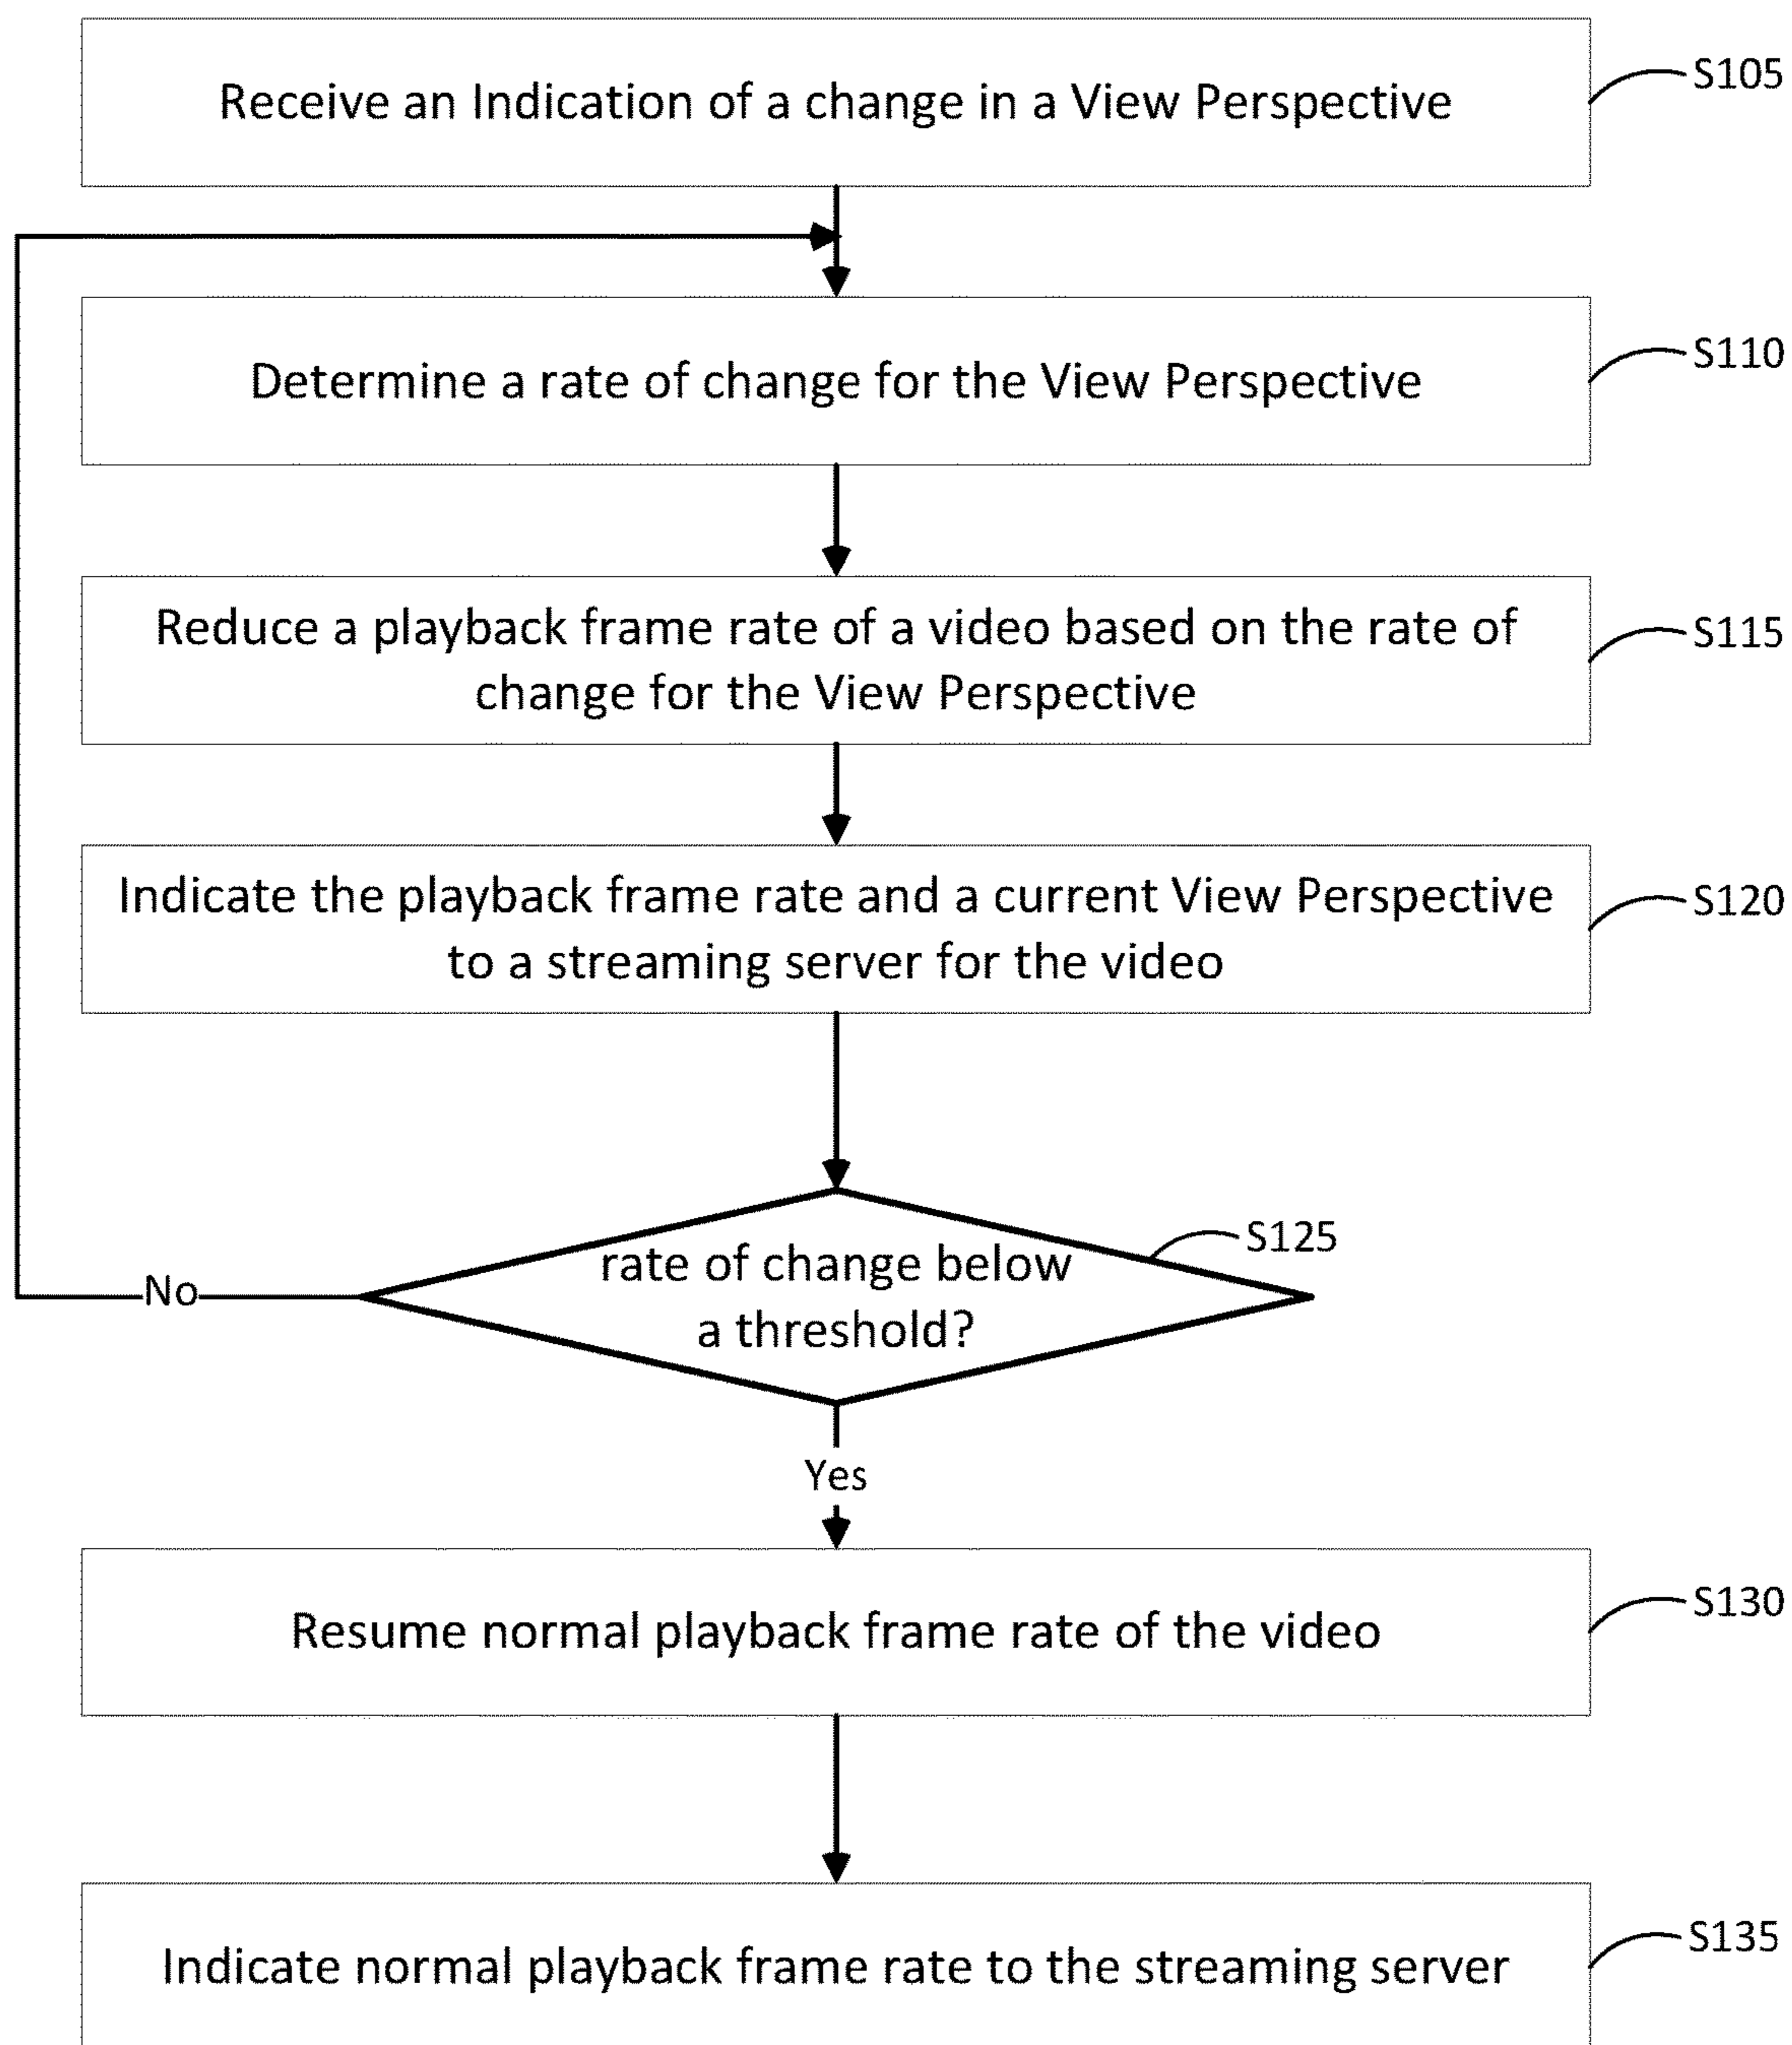 Receive an Indication of a change in a View Perspective
S105
Determine a rate of change for the View Perspective
S110
Reduce a playback frame rate of a video based on the rate of
change for the View Perspective
S115
Indicate the playback frame rate and a current View Perspective
to a streaming server for the video
S120
rate of change below
a threshold?
S125
No
Yes
Resume normal playback frame rate of the video
S130
Indicate normal playback frame rate to the streaming server
S135